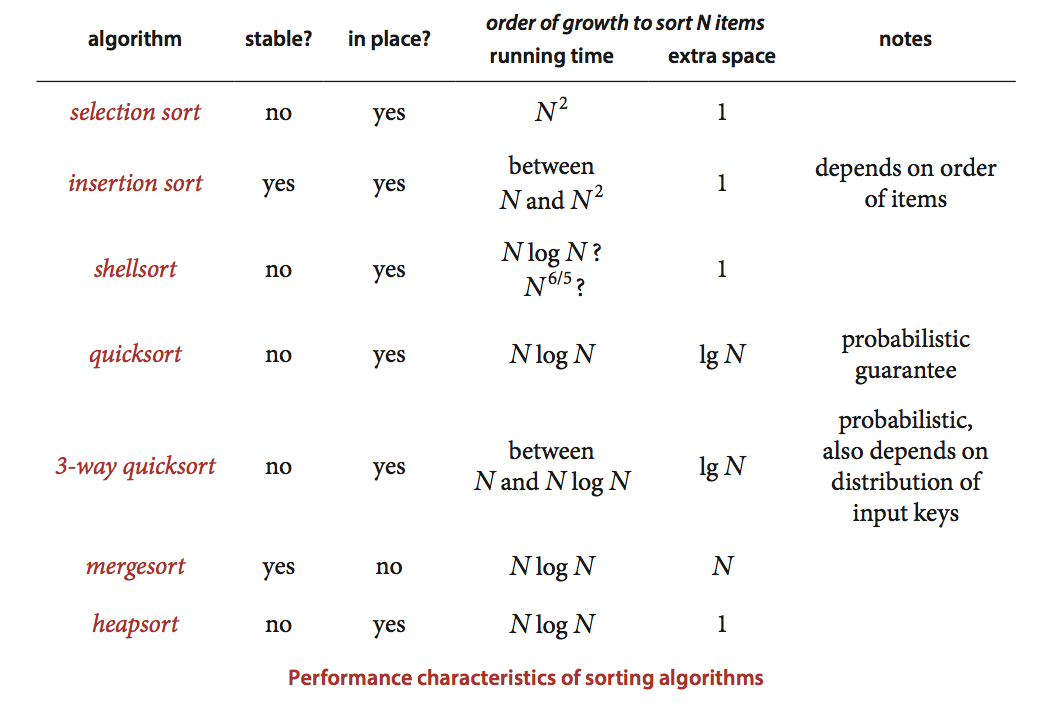 order of growth to sort N items
algorithm stable? in place? running time extra space notes
selection sort no yes N² 1
between
insertion sort yes yes N and N² 1 depends on order
of items
N log N ?
shellsort no yes N^6/5 ? 1
quicksort no yes N log N lg N probabilistic
guarantee
3-way quicksort no yes between
N and N log N lg N probabilistic,
also depends on
distribution of
input keys
mergesort yes no N log N N
heapsort no yes N log N 1
Performance characteristics of sorting algorithms